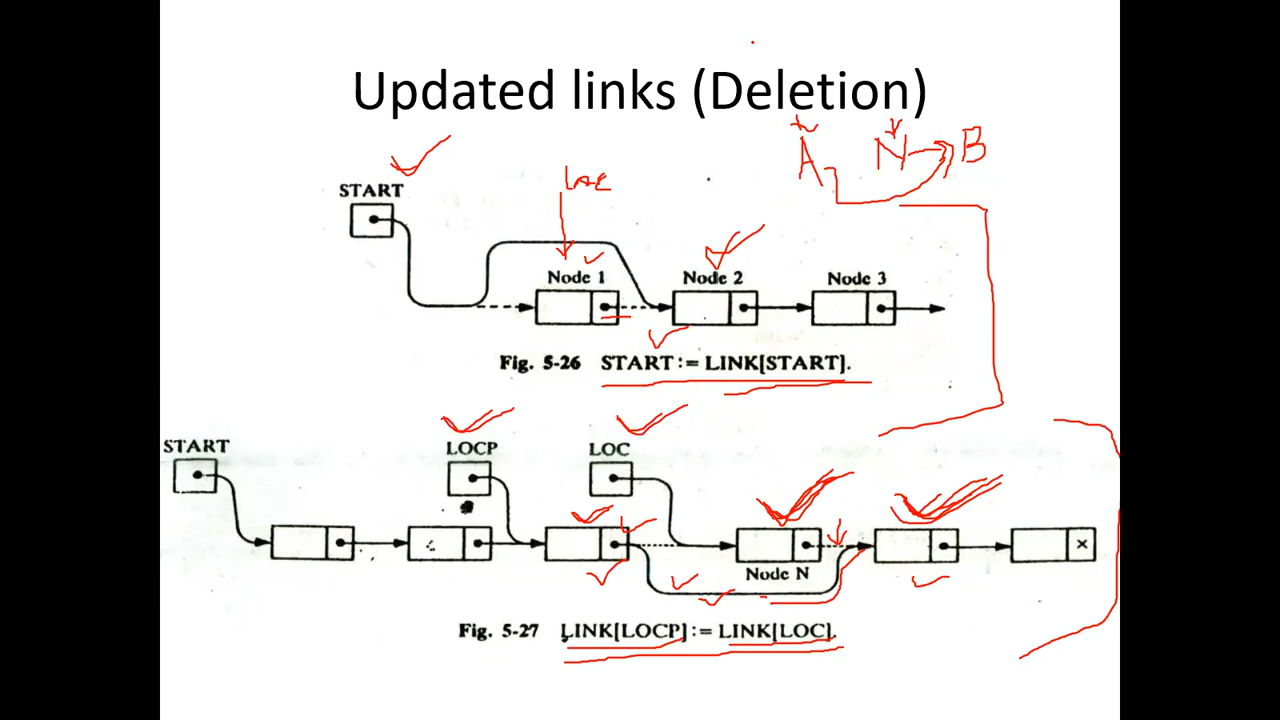 Updated links (Deletion)
A N B
START
LOC
Node 1 Node 2 Node 3
Fig. 5-26 START := LINK[START].
START LOCP LOC
×
Node N
Fig. 5-27 LINK[LOCP] := LINK[LOC].